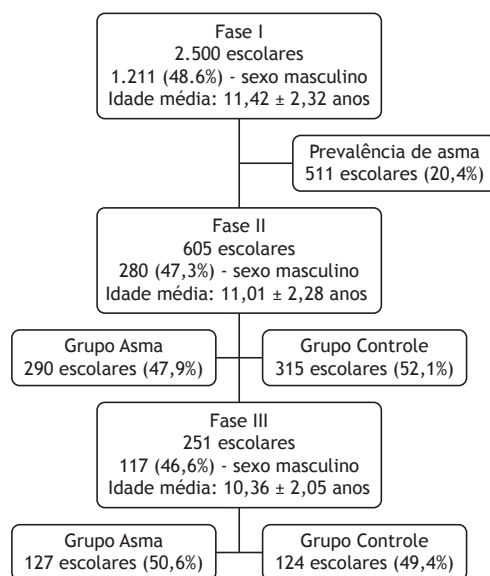 Fase I
2.500 escolares
1.211 (48.6%) - sexo masculino
Idade média: 11,42 ± 2,32 anos
Prevalência de asma
511 escolares (20,4%)
Fase II
605 escolares
280 (47,3%) - sexo masculino
Idade média: 11,01 ± 2,28 anos
Grupo Asma
290 escolares (47,9%)
Grupo Controle
315 escolares (52,1%)
Fase III
251 escolares
117 (46,6%) - sexo masculino
Idade média: 10,36 ± 2,05 anos
Grupo Asma
127 escolares (50,6%)
Grupo Controle
124 escolares (49,4%)